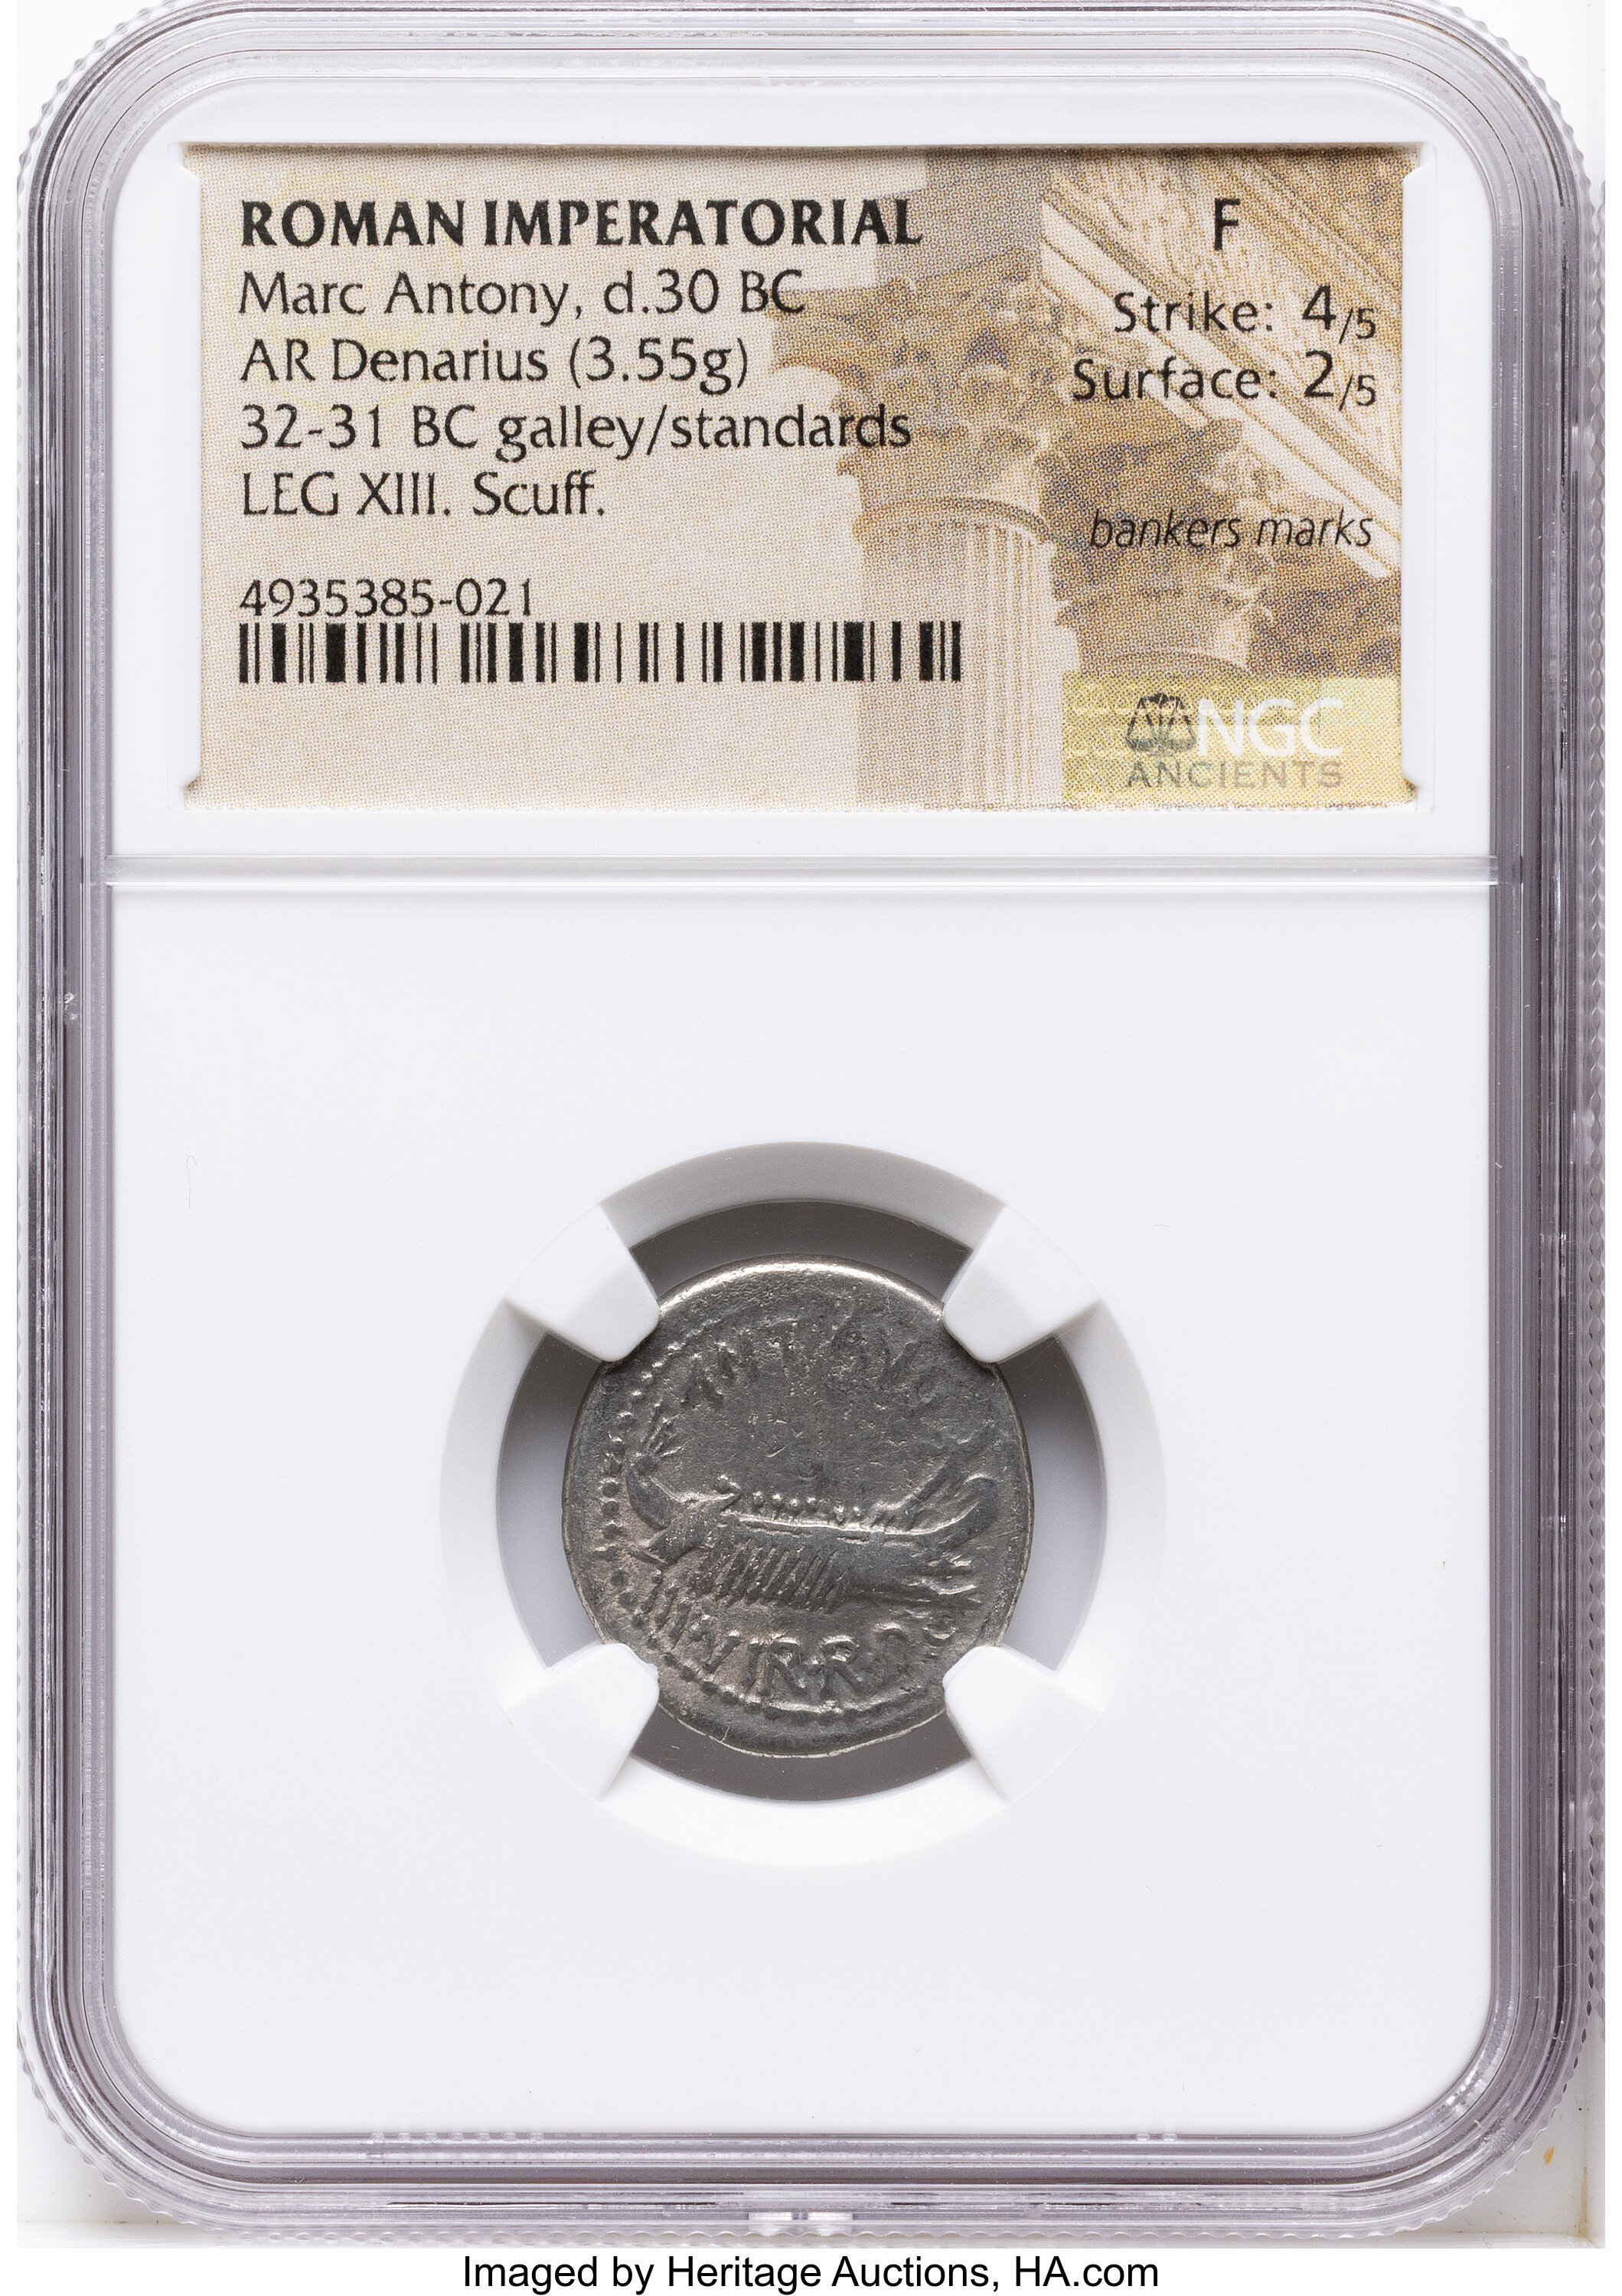 ROMAN IMPERATORIAL
Marc Antony, d.30 BC
AR Denarius (3.55g)
32-31 BC galley/standards
LEG XIII. Scuff.
4935385-021
F
Strike: 4/5
Surface: 2/5
bankers marks
NGC
ANCIENTS
ANT AVG
III VIR R P C
Imaged by Heritage Auctions, HA.com